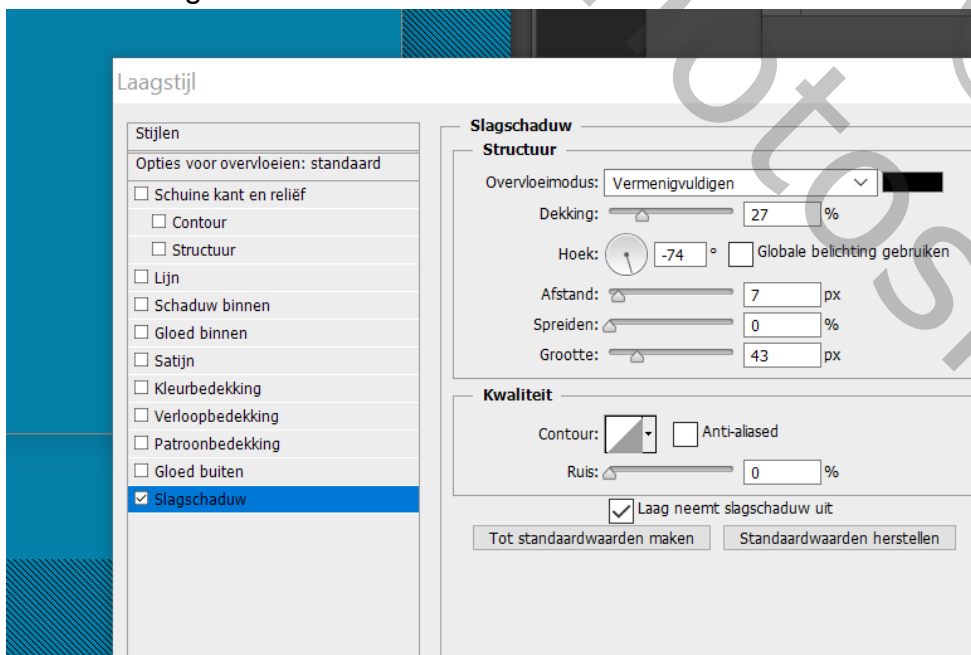 Laagstijl
Stijlen
Opties voor overvloeien: standaard
Schuine kant en reliëf
Contour
Structuur
Lijn
Schaduw binnen
Gloed binnen
Satijn
Kleurbedekking
Verloopbedekking
Patroonbedekking
Gloed buiten
Slagschaduw
Slagschaduw
Structuur
Overvloeimodus: Vermenigvuldigen
Dekking: 27 %
Hoek: -74 ° Globale belichting gebruiken
Afstand: 7 px
Spreiden: 0 %
Grootte: 43 px
Kwaliteit
Contour: Anti-aliased
Ruis: 0 %
Laag neemt slagschaduw uit
Tot standaardwaarden maken Standaardwaarden herstellen